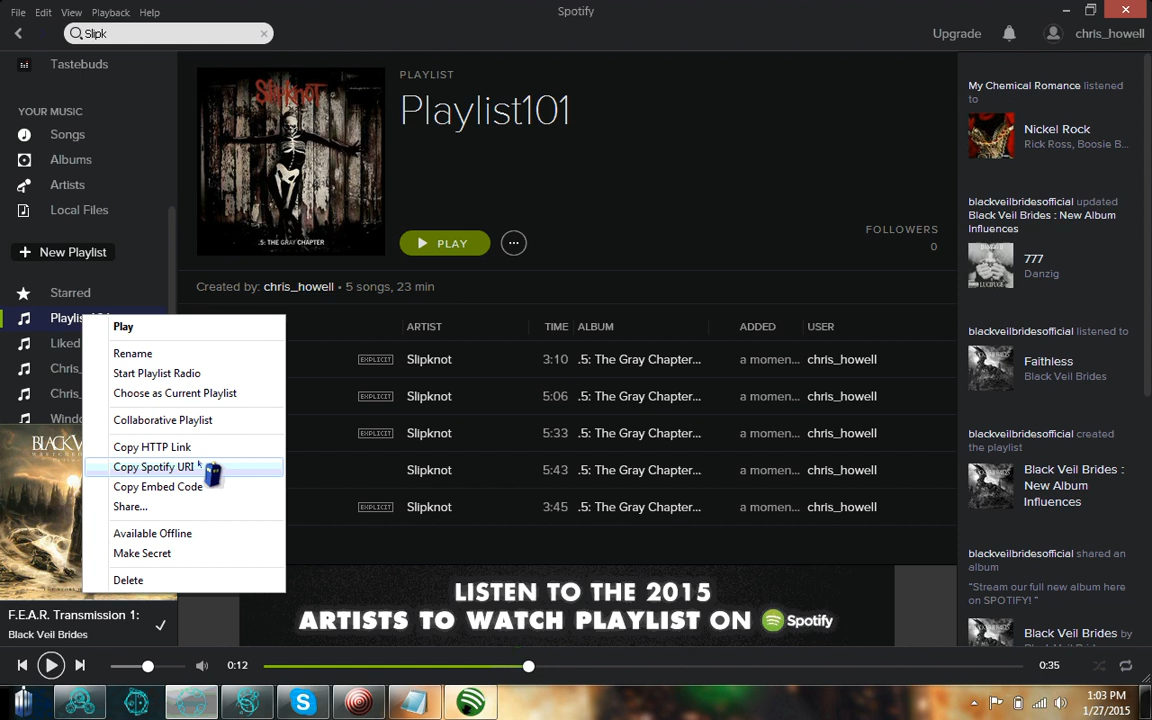 File Edit View Playback Help
Spotify
Slipk
Upgrade
chris_howell
Tastebuds
YOUR MUSIC
Songs
Albums
Artists
Local Files
New Playlist
Starred
Liked
SLIPKNOT
.5: THE GRAY CHAPTER
PLAYLIST
Playlist101
PLAY
FOLLOWERS
0
Created by: chris_howell • 5 songs, 23 min
ARTIST TIME ALBUM ADDED USER
EXPLICIT Slipknot 3:10 .5: The Gray Chapter... a momen... chris_howell
EXPLICIT Slipknot 5:06 .5: The Gray Chapter... a momen... chris_howell
EXPLICIT Slipknot 5:33 .5: The Gray Chapter... a momen... chris_howell
Slipknot 5:43 .5: The Gray Chapter... a momen... chris_howell
EXPLICIT Slipknot 3:45 .5: The Gray Chapter... a momen... chris_howell
Play
Rename
Start Playlist Radio
Choose as Current Playlist
Collaborative Playlist
Copy HTTP Link
Copy Spotify URI
Copy Embed Code
Share...
Available Offline
Make Secret
Delete
LISTEN TO THE 2015
ARTISTS TO WATCH PLAYLIST ON Spotify
My Chemical Romance listened
to
Nickel Rock
Rick Ross, Boosie B...
blackveilbridesofficial updated
Black Veil Brides : New Album
Influences
777
Danzig
blackveilbridesofficial listened to
Faithless
Black Veil Brides
blackveilbridesofficial created
the playlist
Black Veil Brides :
New Album
Influences
blackveilbridesofficial shared an
album
"Stream our full new album here
on SPOTIFY! "
Black Veil Brides by
F.E.A.R. Transmission 1:
Black Veil Brides
0:12
0:35
1:03 PM
1/27/2015